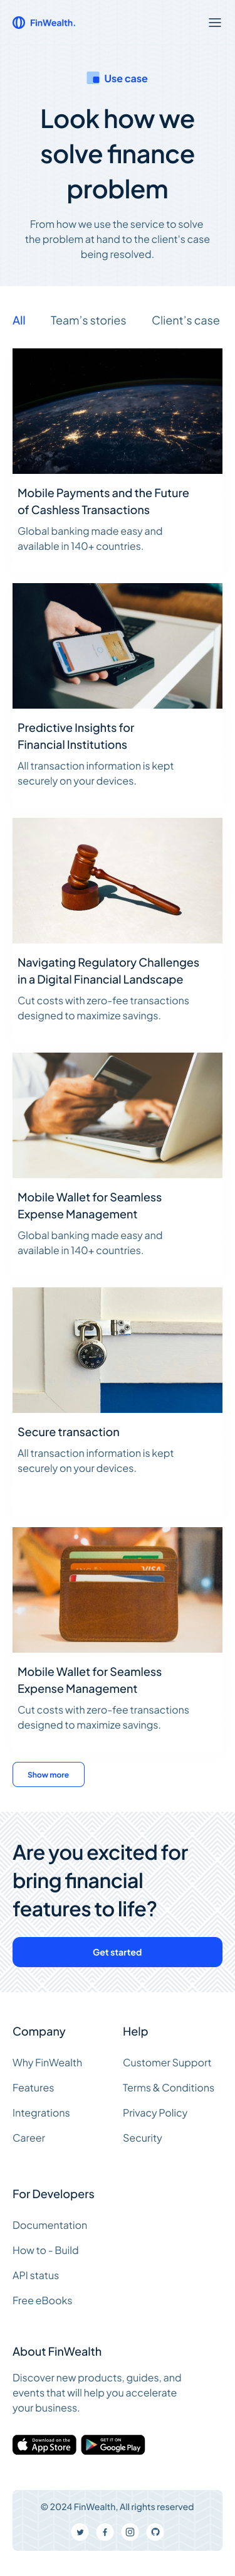 FinWealth.
Use case
Look how we
solve finance
problem
From how we use the service to solve
the problem at hand to the client's case
being resolved.
All Team's stories Client's case
Mobile Payments and the Future
of Cashless Transactions
Global banking made easy and
available in 140+ countries.
Predictive Insights for
Financial Institutions
All transaction information is kept
securely on your devices.
Navigating Regulatory Challenges
in a Digital Financial Landscape
Cut costs with zero-fee transactions
designed to maximize savings.
Mobile Wallet for Seamless
Expense Management
Global banking made easy and
available in 140+ countries.
Secure transaction
All transaction information is kept
securely on your devices.
Mobile Wallet for Seamless
Expense Management
Cut costs with zero-fee transactions
designed to maximize savings.
Show more
Are you excited for
bring financial
features to life?
Get started
Company
Why FinWealth
Features
Integrations
Career
Help
Customer Support
Terms & Conditions
Privacy Policy
Security
For Developers
Documentation
How to - Build
API status
Free eBooks
About FinWealth
Discover new products, guides, and
events that will help you accelerate
your business.
Download on the
App Store
GET IT ON
Google Play
© 2024 FinWealth, All rights reserved